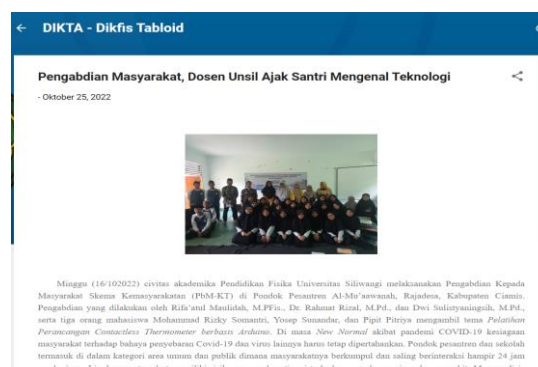 DIKTA - Dikfis Tabloid
Pengabdian Masyarakat, Dosen Unsil Ajak Santri Mengenal Teknologi
- Oktober 25, 2022
Minggu (16/102022) civitas akademika Pendidikan Fisika Universitas Siliwangi melaksanakan Pengabdian Kepada
Masyarakat Skema Kemasyarakatan (PbM-KT) di Pondok Pesantren Al-Mu'aawanah, Rajadesa, Kabupaten Ciamis.
Pengabdian yang dilakukan oleh Rifa'atul Maulidah, M.PFis., Dr. Rahmat Rizal, M.Pd., dan Dwi Sulistyaningsih, M.Pd.,
serta tiga orang mahasiswa Mohammad Rizky Somantri, Yosep Sunandar, dan Pipit Pitriya mengambil tema Pelatihan
Perancangan Contactless Thermometer berbasis Arduino. Di masa New Normal akibat pandemi COVID-19 kesiagaan
masyarakat terhadap bahaya penyebaran Covid-19 dan virus lainnya harus tetap dipertahankan. Pondok pesantren dan sekolah
termasuk di dalam kategori area umum dan publik dimana masyarakatnya berkumpul dan saling berinteraksi hampir 24 jam